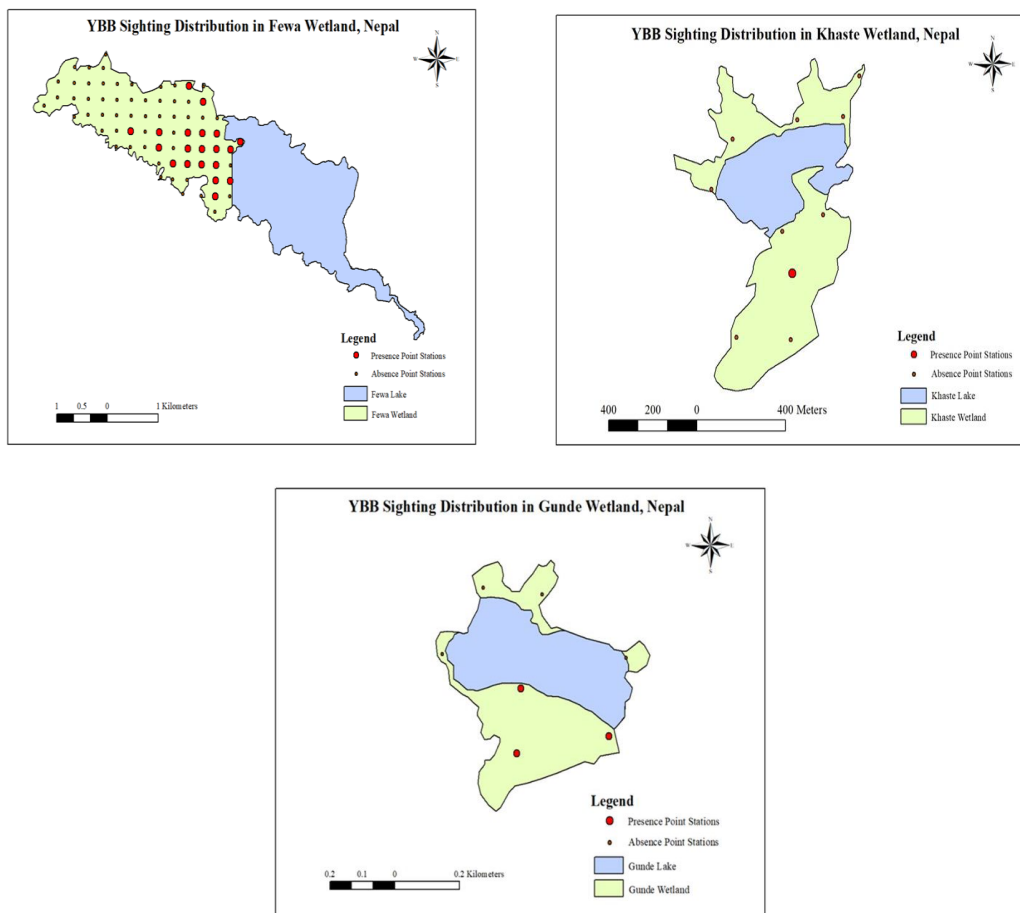 YBB Sighting Distribution in Fewa Wetland, Nepal
N
W E
S
Legend
Presence Point Stations
Absence Point Stations
Fewa Lake
Fewa Wetland
1 0.5 0 1 Kilometers
YBB Sighting Distribution in Khaste Wetland, Nepal
N
W E
S
Legend
Presence Point Stations
Absence Point Stations
Khaste Lake
Khaste Wetland
400 200 0 400 Meters
YBB Sighting Distribution in Gunde Wetland, Nepal
N
W E
S
Legend
Presence Point Stations
Absence Point Stations
Gunde Lake
Gunde Wetland
0.2 0.1 0 0.2 Kilometers